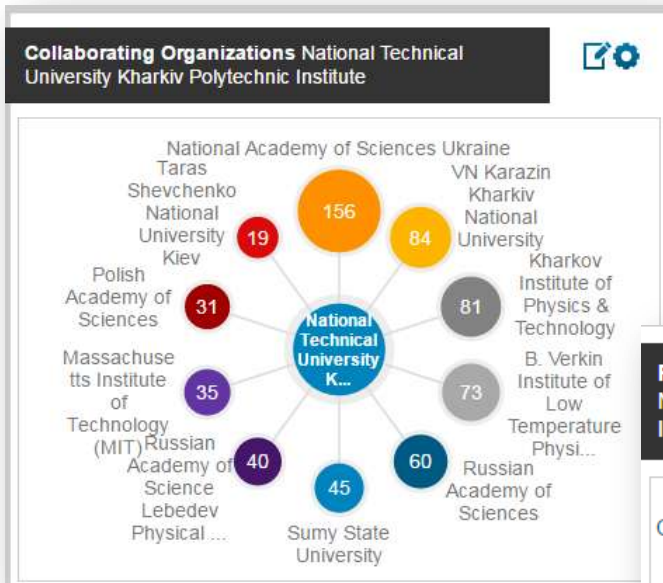 Collaborating Organizations National Technical
University Kharkiv Polytechnic Institute
National Academy of Sciences Ukraine
156
VN Karazin
Kharkiv
National
University
84
Kharkov
Institute of
Physics &
Technology
81
B. Verkin
Institute of
Low
Temperature
Physi...
73
Russian
Academy of
Sciences
60
Sumy State
University
45
Russian
Academy of
Science
Lebedev
Physical ...
40
Massachuse
tts Institute
of
Technology
(MIT)
35
Polish
Academy of
Sciences
31
Taras
Shevchenko
National
University
Kiev
19
National
Technical
University
K...